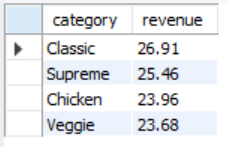 category revenue
Classic 26.91
Supreme 25.46
Chicken 23.96
Veggie 23.68